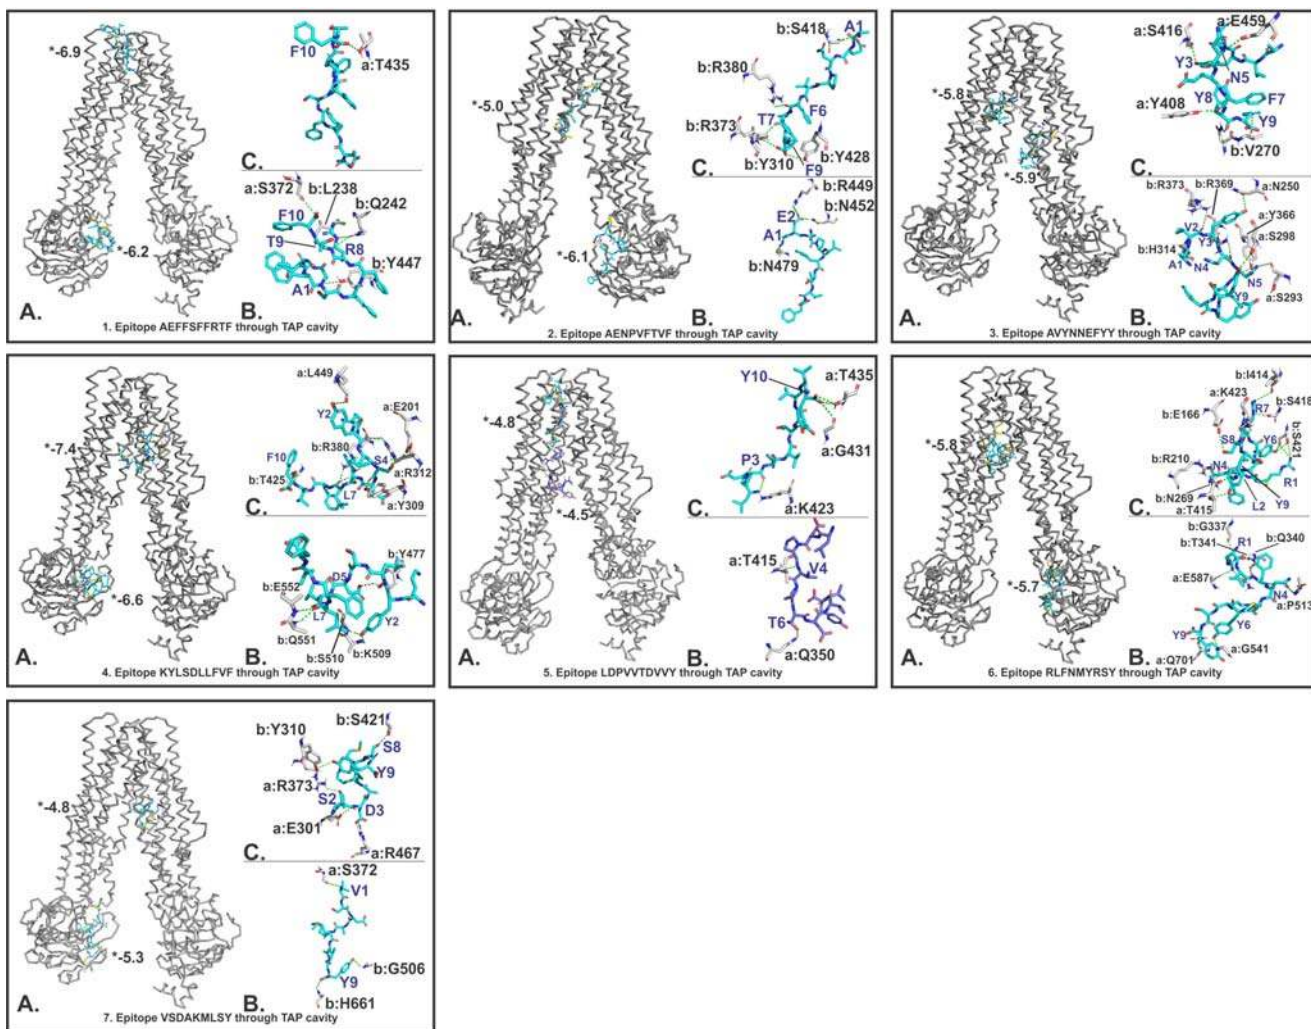 *-6.9
F10
a:T435
C.
a:S372
b:L238
b:Q242
F10
T9
R8
*-6.2
b:Y447
A1
A.
B.
1. Epitope AEFFSFFRTF through TAP cavity
b:S418
A1
b:R380
*-5.0
F6
T7
b:R373
b:Y310
b:Y428
F9
C.
b:R449
b:N452
E2
A1
*-6.1
b:N479
A.
B.
2. Epitope AENPVFTVF through TAP cavity
a:E459
a:S416
Y3
N5
*-5.8
Y8
F7
a:Y408
Y9
b:V270
C.
*-5.9
b:R373
b:R369
a:N250
V2
Y3
a:Y366
a:S298
b:H314
A1
N4
N5
Y9
a:S293
A.
B.
3. Epitope AVYNNEFYY through TAP cavity
a:L449
Y2
a:E201
*-7.4
b:R380
S4
F10
a:R312
b:T425
L7
a:Y309
C.
b:Y477
D5
b:E552
L7
Y2
*-6.6
b:Q551
b:K509
b:S510
A.
B.
4. Epitope KYLSDLLFVF through TAP cavity
Y10
a:T435
*-4.8
a:G431
P3
*-4.5
a:K423
C.
a:T415
V4
T6
a:Q350
A.
B.
5. Epitope LDPVVTDVVY through TAP cavity
b:I414
a:K423
R7
b:S418
b:E166
*-5.8
S8
Y6
b:S421
b:R210
N4
R1
b:N269
L2
Y9
a:T415
C.
b:G337
R1
b:Q340
b:T341
*-5.7
a:E587
N4
a:P513
Y6
Y9
a:Q701
a:G541
A.
B.
6. Epitope RLFNMYRSY through TAP cavity
b:S421
b:Y310
S8
Y9
*-4.8
a:R373
S2
D3
a:E301
C.
a:R467
a:S372
V1
*-5.3
b:G506
Y9
b:H661
A.
B.
7. Epitope VSDAKMLSY through TAP cavity